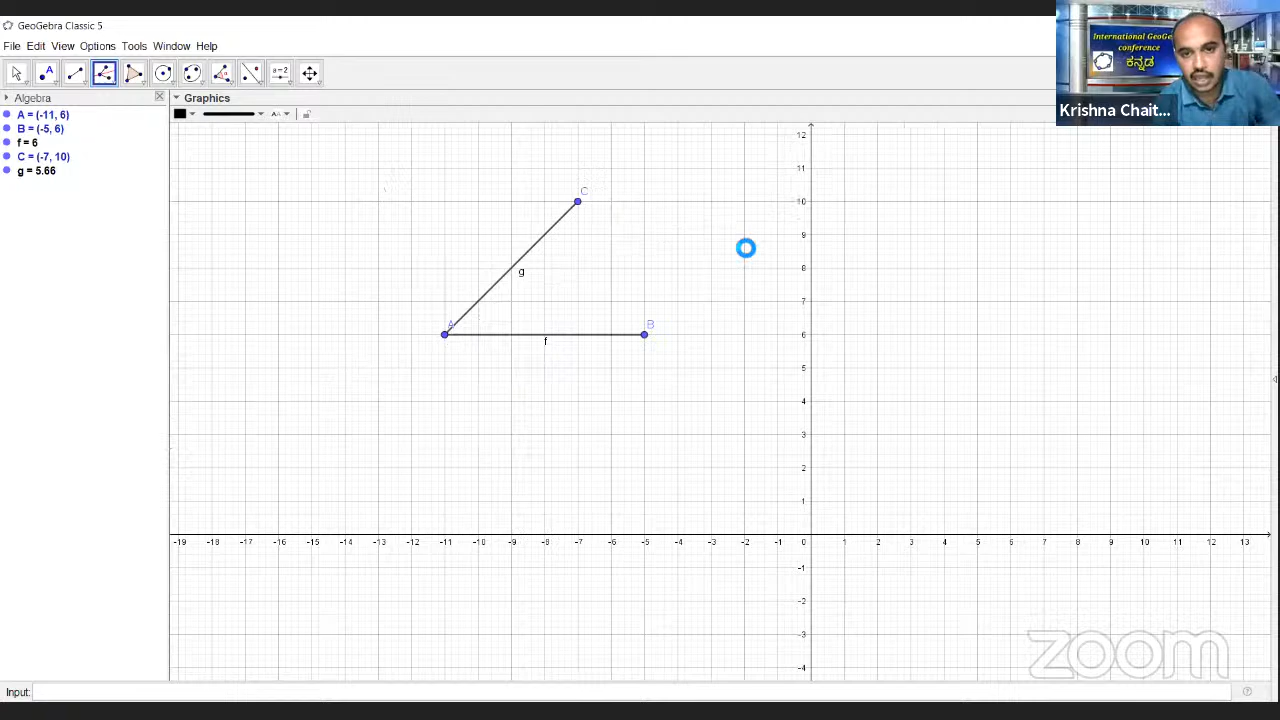 GeoGebra Classic 5
File Edit View Options Tools Window Help
International GeoGe
conference
ಕನ್ನಡ
Krishna Chait...
A
a=2
Algebra
Graphics
AA
A = (-11, 6)
B = (-5, 6)
f = 6
C = (-7, 10)
g = 5.66
12
11
C
10
9
g
8
7
A B
6
f
5
4
3
2
1
-19 -18 -17 -16 -15 -14 -13 -12 -11 -10 -9 -8 -7 -6 -5 -4 -3 -2 -1 0 1 2 3 4 5 6 7 8 9 10 11 12 13
-1
-2
-3
-4
zoom
Input: